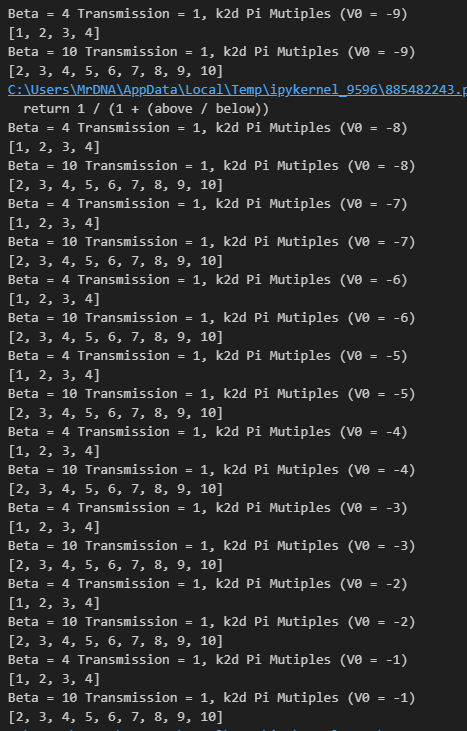 Beta = 4 Transmission = 1, k2d Pi Mutiples (V0 = -9)
[1, 2, 3, 4]
Beta = 10 Transmission = 1, k2d Pi Mutiples (V0 = -9)
[2, 3, 4, 5, 6, 7, 8, 9, 10]
C:\Users\MrDNA\AppData\Local\Temp\ipykernel_9596\885482243.p
return 1 / (1 + (above / below))
Beta = 4 Transmission = 1, k2d Pi Mutiples (V0 = -8)
[1, 2, 3, 4]
Beta = 10 Transmission = 1, k2d Pi Mutiples (V0 = -8)
[2, 3, 4, 5, 6, 7, 8, 9, 10]
Beta = 4 Transmission = 1, k2d Pi Mutiples (V0 = -7)
[1, 2, 3, 4]
Beta = 10 Transmission = 1, k2d Pi Mutiples (V0 = -7)
[2, 3, 4, 5, 6, 7, 8, 9, 10]
Beta = 4 Transmission = 1, k2d Pi Mutiples (V0 = -6)
[1, 2, 3, 4]
Beta = 10 Transmission = 1, k2d Pi Mutiples (V0 = -6)
[2, 3, 4, 5, 6, 7, 8, 9, 10]
Beta = 4 Transmission = 1, k2d Pi Mutiples (V0 = -5)
[1, 2, 3, 4]
Beta = 10 Transmission = 1, k2d Pi Mutiples (V0 = -5)
[2, 3, 4, 5, 6, 7, 8, 9, 10]
Beta = 4 Transmission = 1, k2d Pi Mutiples (V0 = -4)
[1, 2, 3, 4]
Beta = 10 Transmission = 1, k2d Pi Mutiples (V0 = -4)
[2, 3, 4, 5, 6, 7, 8, 9, 10]
Beta = 4 Transmission = 1, k2d Pi Mutiples (V0 = -3)
[1, 2, 3, 4]
Beta = 10 Transmission = 1, k2d Pi Mutiples (V0 = -3)
[2, 3, 4, 5, 6, 7, 8, 9, 10]
Beta = 4 Transmission = 1, k2d Pi Mutiples (V0 = -2)
[1, 2, 3, 4]
Beta = 10 Transmission = 1, k2d Pi Mutiples (V0 = -2)
[2, 3, 4, 5, 6, 7, 8, 9, 10]
Beta = 4 Transmission = 1, k2d Pi Mutiples (V0 = -1)
[1, 2, 3, 4]
Beta = 10 Transmission = 1, k2d Pi Mutiples (V0 = -1)
[2, 3, 4, 5, 6, 7, 8, 9, 10]